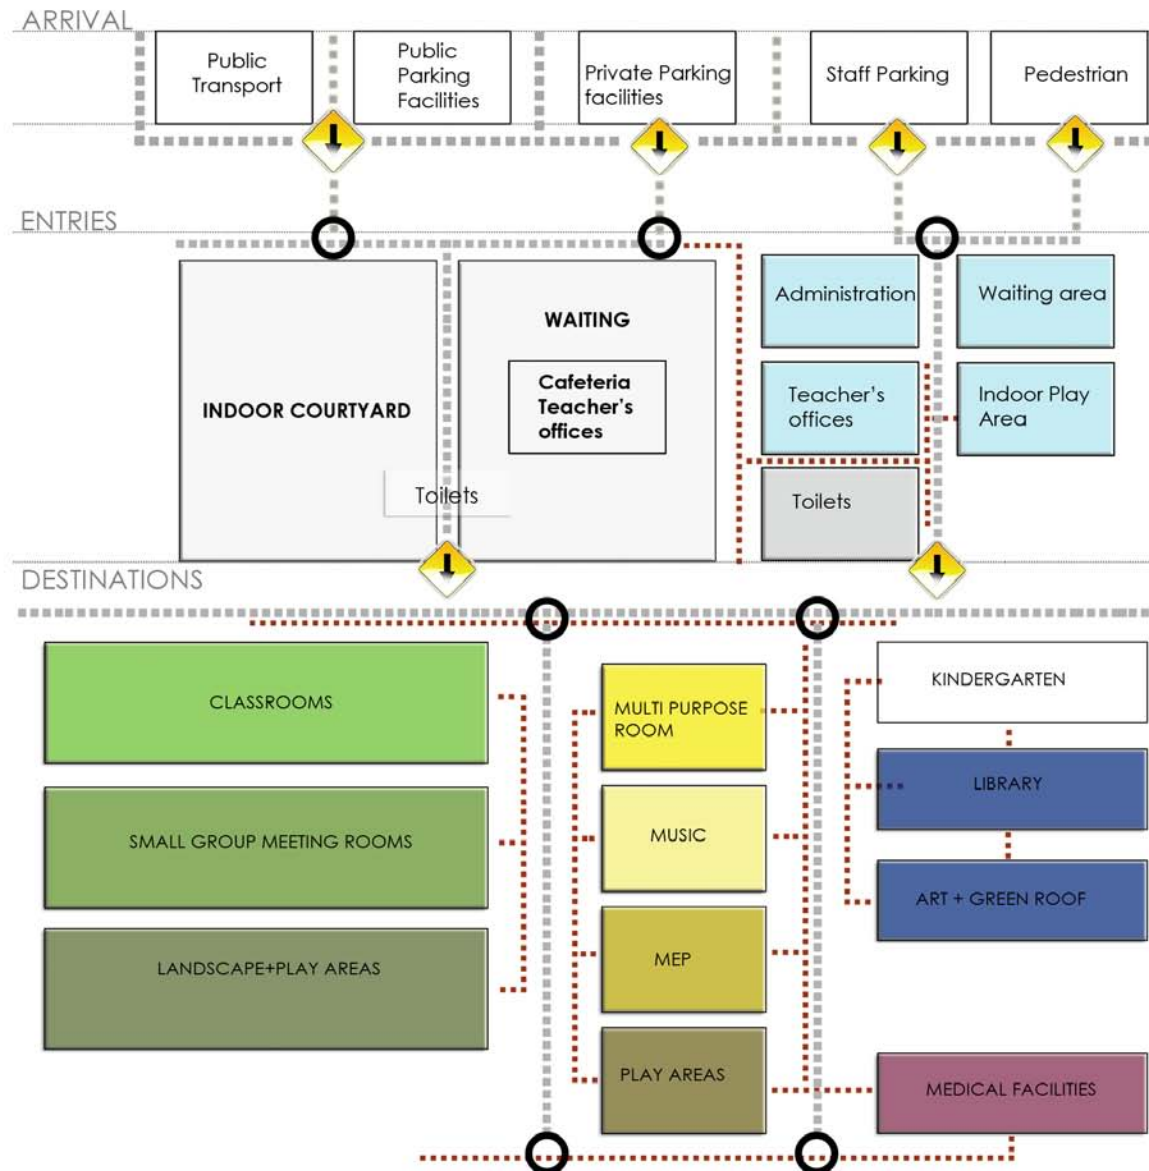 ARRIVAL
Public
Transport
Public
Parking
Facilities
Private Parking
facilities
Staff Parking
Pedestrian
ENTRIES
INDOOR COURTYARD
WAITING
Cafeteria
Teacher's
offices
Toilets
Administration
Waiting area
Teacher's
offices
Indoor Play
Area
Toilets
DESTINATIONS
CLASSROOMS
SMALL GROUP MEETING ROOMS
LANDSCAPE+PLAY AREAS
MULTI PURPOSE
ROOM
MUSIC
MEP
PLAY AREAS
KINDERGARTEN
LIBRARY
ART + GREEN ROOF
MEDICAL FACILITIES